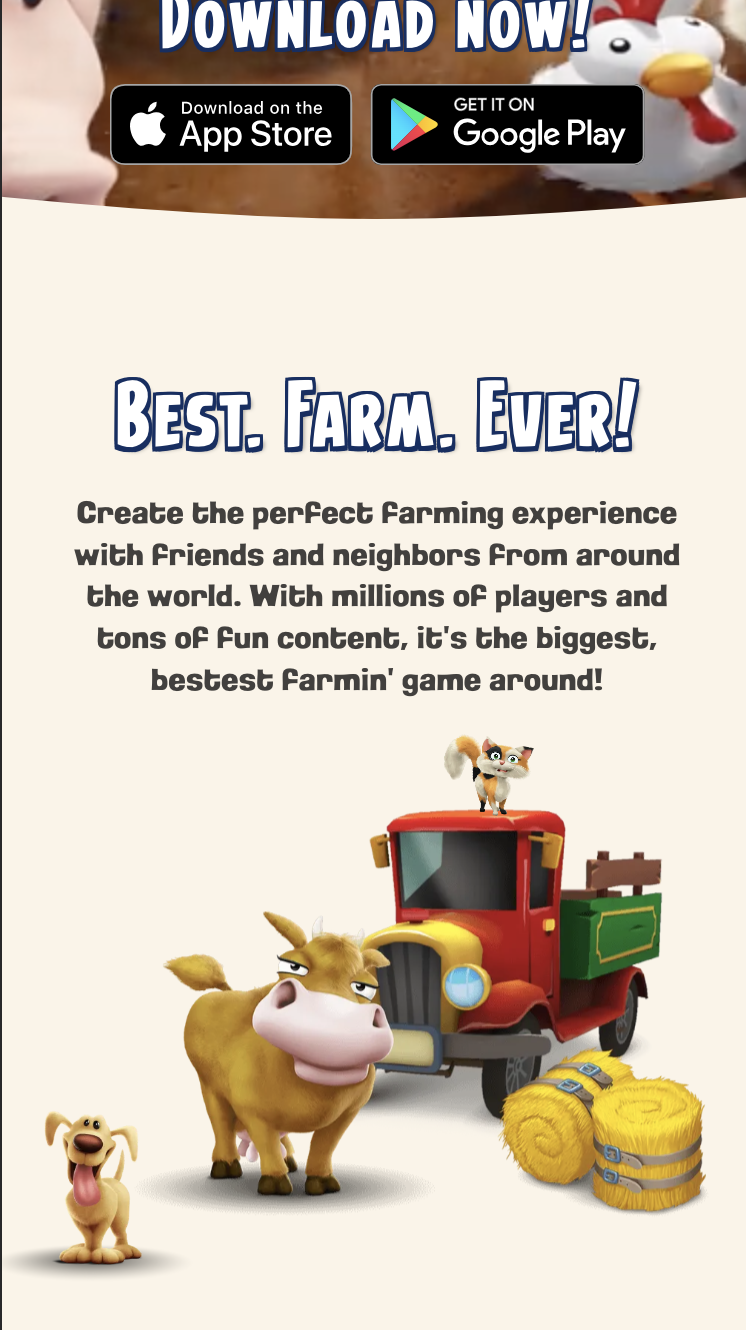 DOWNLOAD NOW!
Download on the
App Store
GET IT ON
Google Play
BEST. FARM. EVER!
Create the perfect farming experience
with friends and neighbors from around
the world. With millions of players and
tons of fun content, it's the biggest,
bestest farmin' game around!